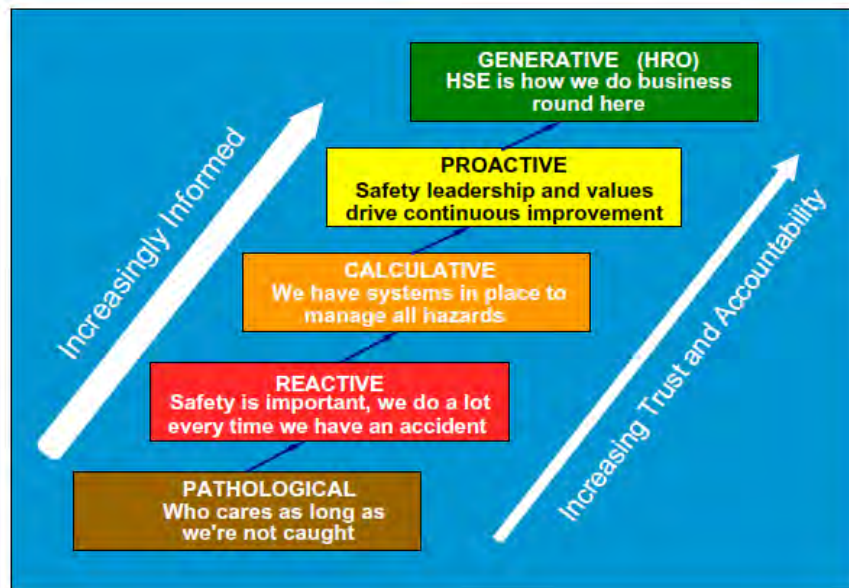 GENERATIVE (HRO)
HSE is how we do business
round here
PROACTIVE
Safety leadership and values
drive continuous improvement
CALCULATIVE
We have systems in place to
manage all hazards
REACTIVE
Safety is important, we do a lot
every time we have an accident
PATHOLOGICAL
Who cares as long as
we're not caught
Increasingly Informed
Increasing Trust and Accountability